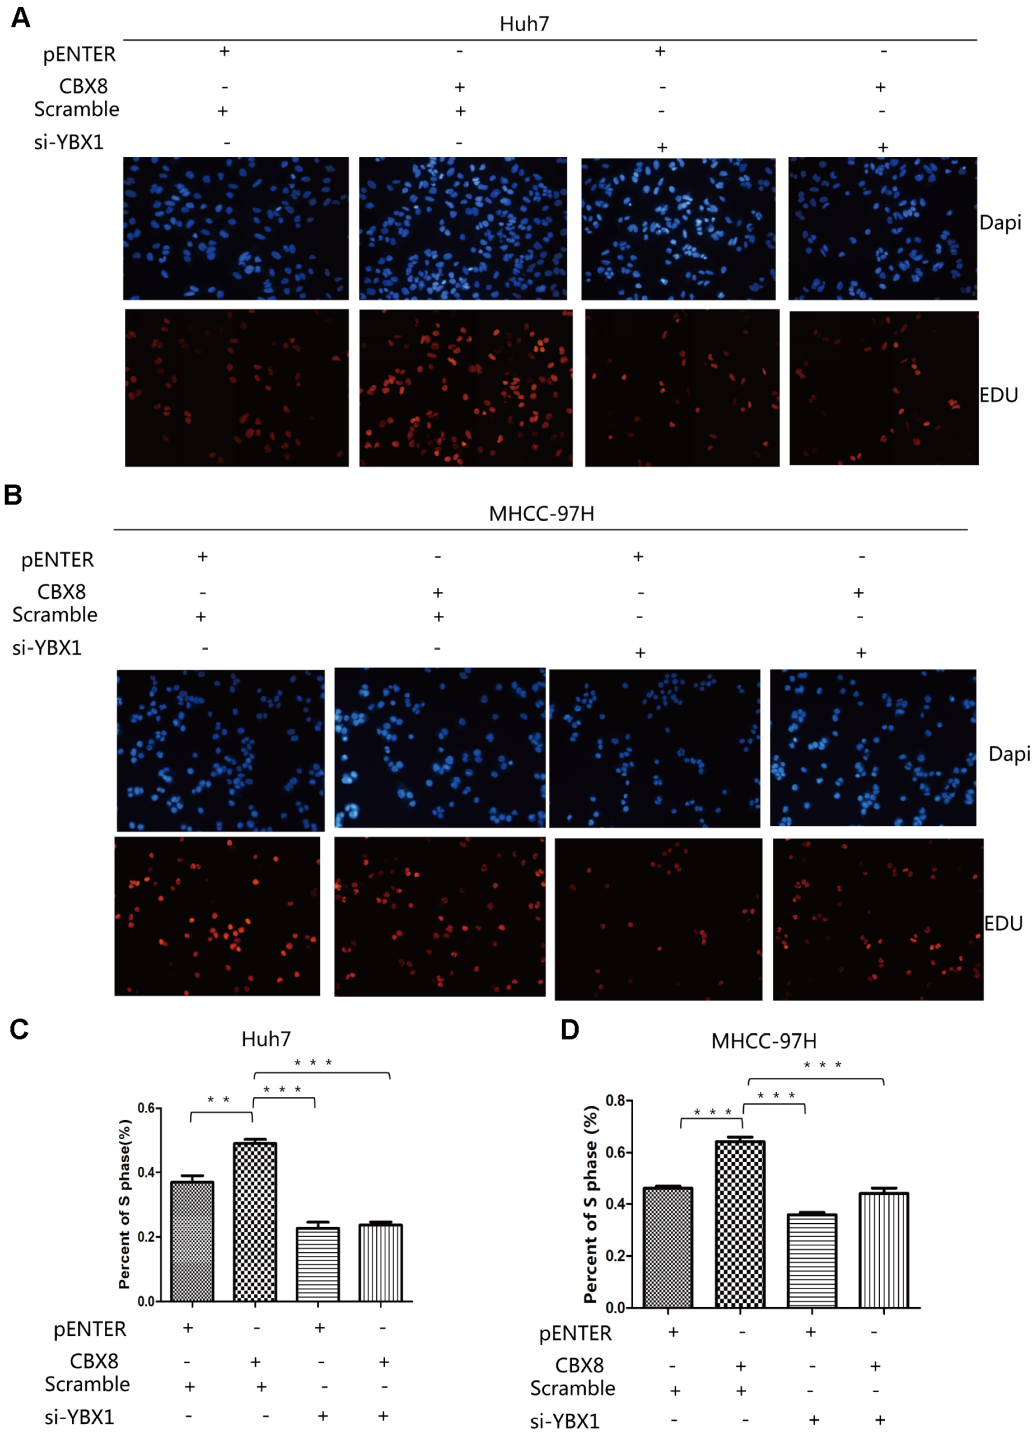 A
Huh7
pENTER + - + -
CBX8 - + - +
Scramble + + - -
si-YBX1 - - + +
Dapi
EDU
B
MHCC-97H
pENTER + - + -
CBX8 - + - +
Scramble + + - -
si-YBX1 - - + +
Dapi
EDU
C
Huh7
* * *
* * * * *
Percent of S phase(%)
0.6
0.4
0.2
0.0
pENTER + - + -
CBX8 - + - +
Scramble + + - -
si-YBX1 - - + +
D
MHCC-97H
* * *
* * * * * *
Percent of S phase (%)
0.8
0.6
0.4
0.2
0.0
pENTER + - + -
CBX8 - + - +
Scramble + + - -
si-YBX1 - - + +